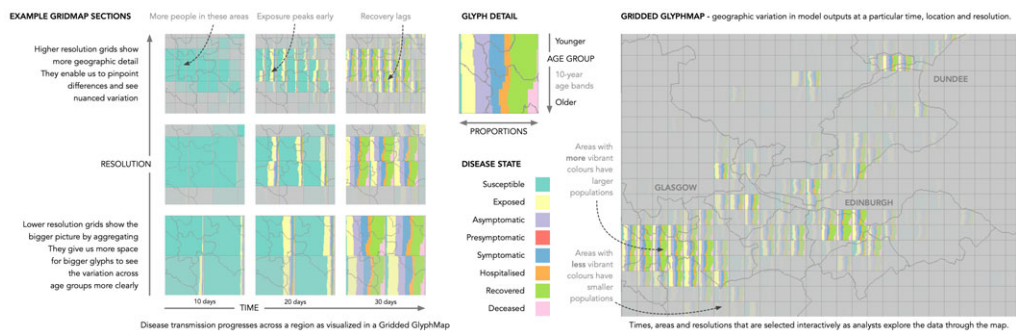 EXAMPLE GRIDMAP SECTIONS
More people in these areas
Exposure peaks early
Recovery lags
Higher resolution grids show
more geographic detail
They enable us to pinpoint
differences and see
nuanced variation
RESOLUTION
Lower resolution grids show the
bigger picture by aggregating
They give us more space
for bigger glyphs to see
the variation across
age groups more clearly
10 days
20 days
30 days
TIME
Disease transmission progresses across a region as visualized in a Gridded GlyphMap
GLYPH DETAIL
Younger
AGE GROUP
10-year
age bands
Older
PROPORTIONS
DISEASE STATE
Susceptible
Exposed
Asymptomatic
Presymptomatic
Symptomatic
Hospitalised
Recovered
Deceased
GRIDDED GLYPHMAP - geographic variation in model outputs at a particular time, location and resolution.
DUNDEE
Areas with
more vibrant
colours have
larger
populations
GLASGOW
EDINBURGH
Areas with
less vibrant
colours have
smaller
populations
Times, areas and resolutions that are selected interactively as analysts explore the data through the map.